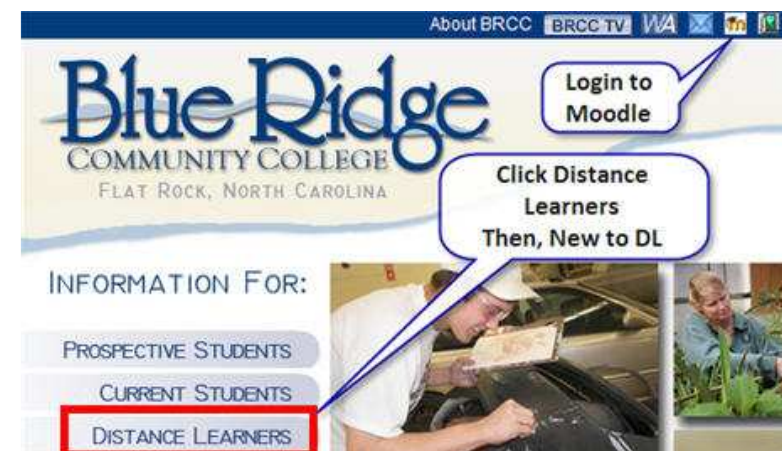 About BRCC BRCC TV WA m
Blue Ridge
COMMUNITY COLLEGE
FLAT ROCK, NORTH CAROLINA
Login to
Moodle
Click Distance
Learners
Then, New to DL
INFORMATION FOR:
PROSPECTIVE STUDENTS
CURRENT STUDENTS
DISTANCE LEARNERS